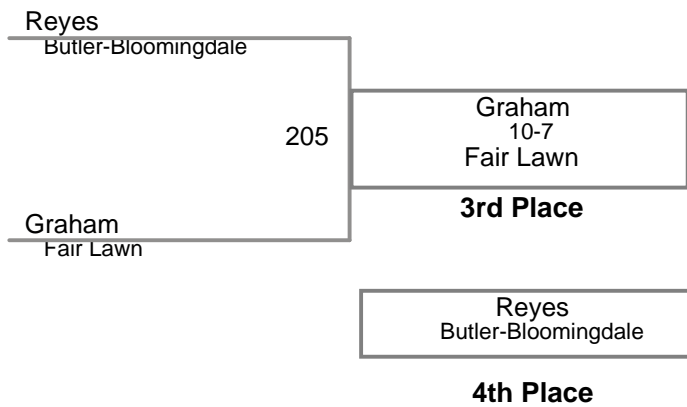 Reyes
Butler-Bloomingdale
205
Graham
10-7
Fair Lawn
3rd Place
Graham
Fair Lawn
Reyes
Butler-Bloomingdale
4th Place